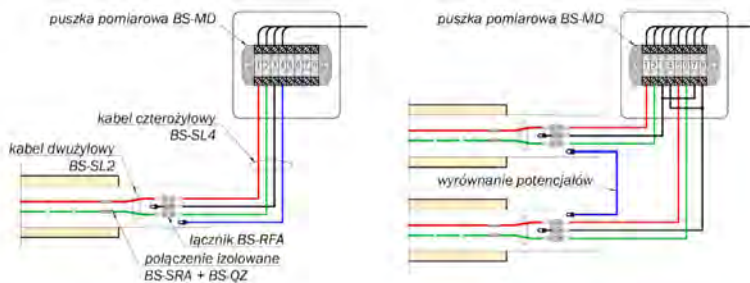 puszka pomiarowa BS-MD
kabel czterożyłowy
BS-SL4
kabel dwużyłowy
BS-SL2
łącznik BS-RFA
połączenie izolowane
BS-SRA + BS-QZ
puszka pomiarowa BS-MD
wyrównanie potencjałów